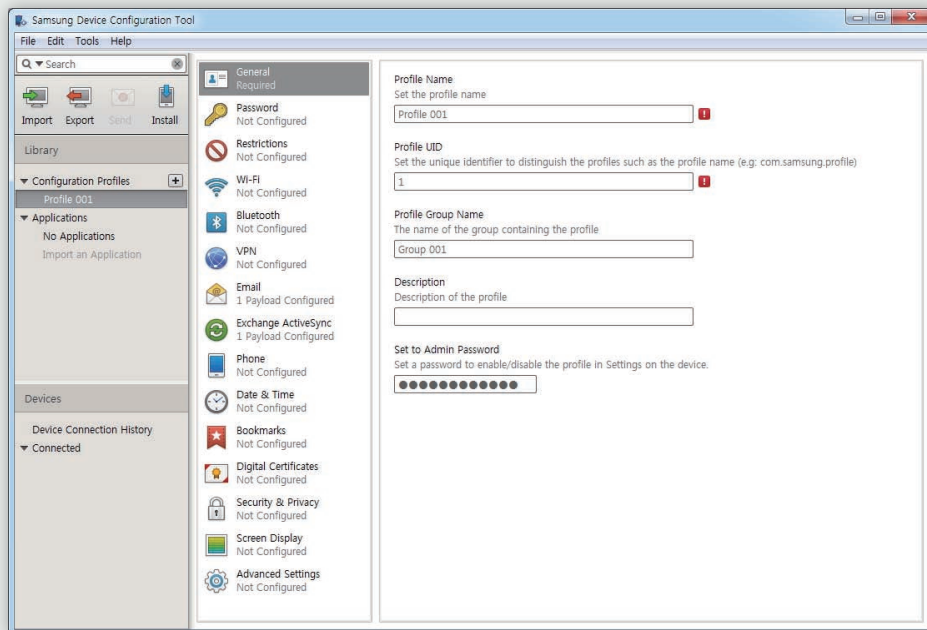 Samsung Device Configuration Tool
File Edit Tools Help
Search
Import Export Send Install
Library
Configuration Profiles
Profile 001
Applications
No Applications
Import an Application
Devices
Device Connection History
Connected
General
Required
Password
Not Configured
Restrictions
Not Configured
Wi-Fi
Not Configured
Bluetooth
Not Configured
VPN
Not Configured
Email
1 Payload Configured
Exchange ActiveSync
1 Payload Configured
Phone
Not Configured
Date & Time
Not Configured
Bookmarks
Not Configured
Digital Certificates
Not Configured
Security & Privacy
Not Configured
Screen Display
Not Configured
Advanced Settings
Not Configured
Profile Name
Set the profile name
Profile 001
Profile UID
Set the unique identifier to distinguish the profiles such as the profile name (e.g: com.samsung.profile)
1
Profile Group Name
The name of the group containing the profile
Group 001
Description
Description of the profile
Set to Admin Password
Set a password to enable/disable the profile in Settings on the device.